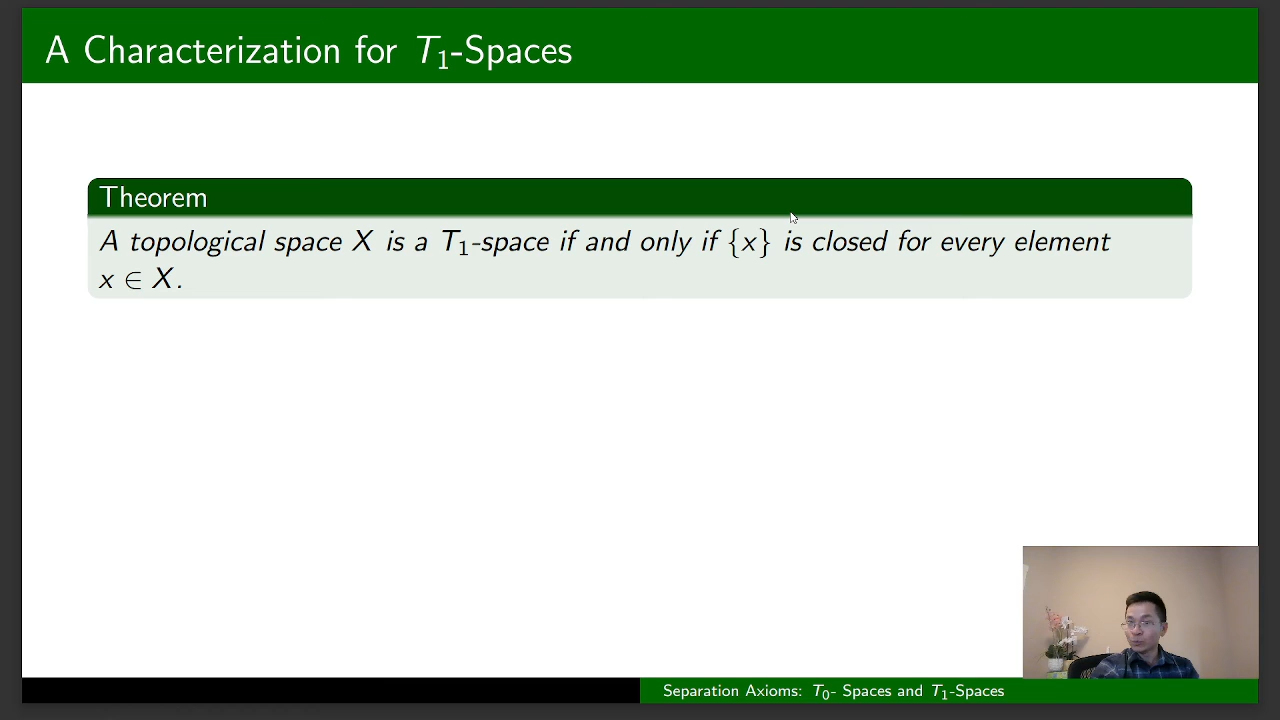 A Characterization for T₁-Spaces
Theorem
A topological space X is a T₁-space if and only if {x} is closed for every element
x ∈ X.
Separation Axioms: T₀- Spaces and T₁-Spaces